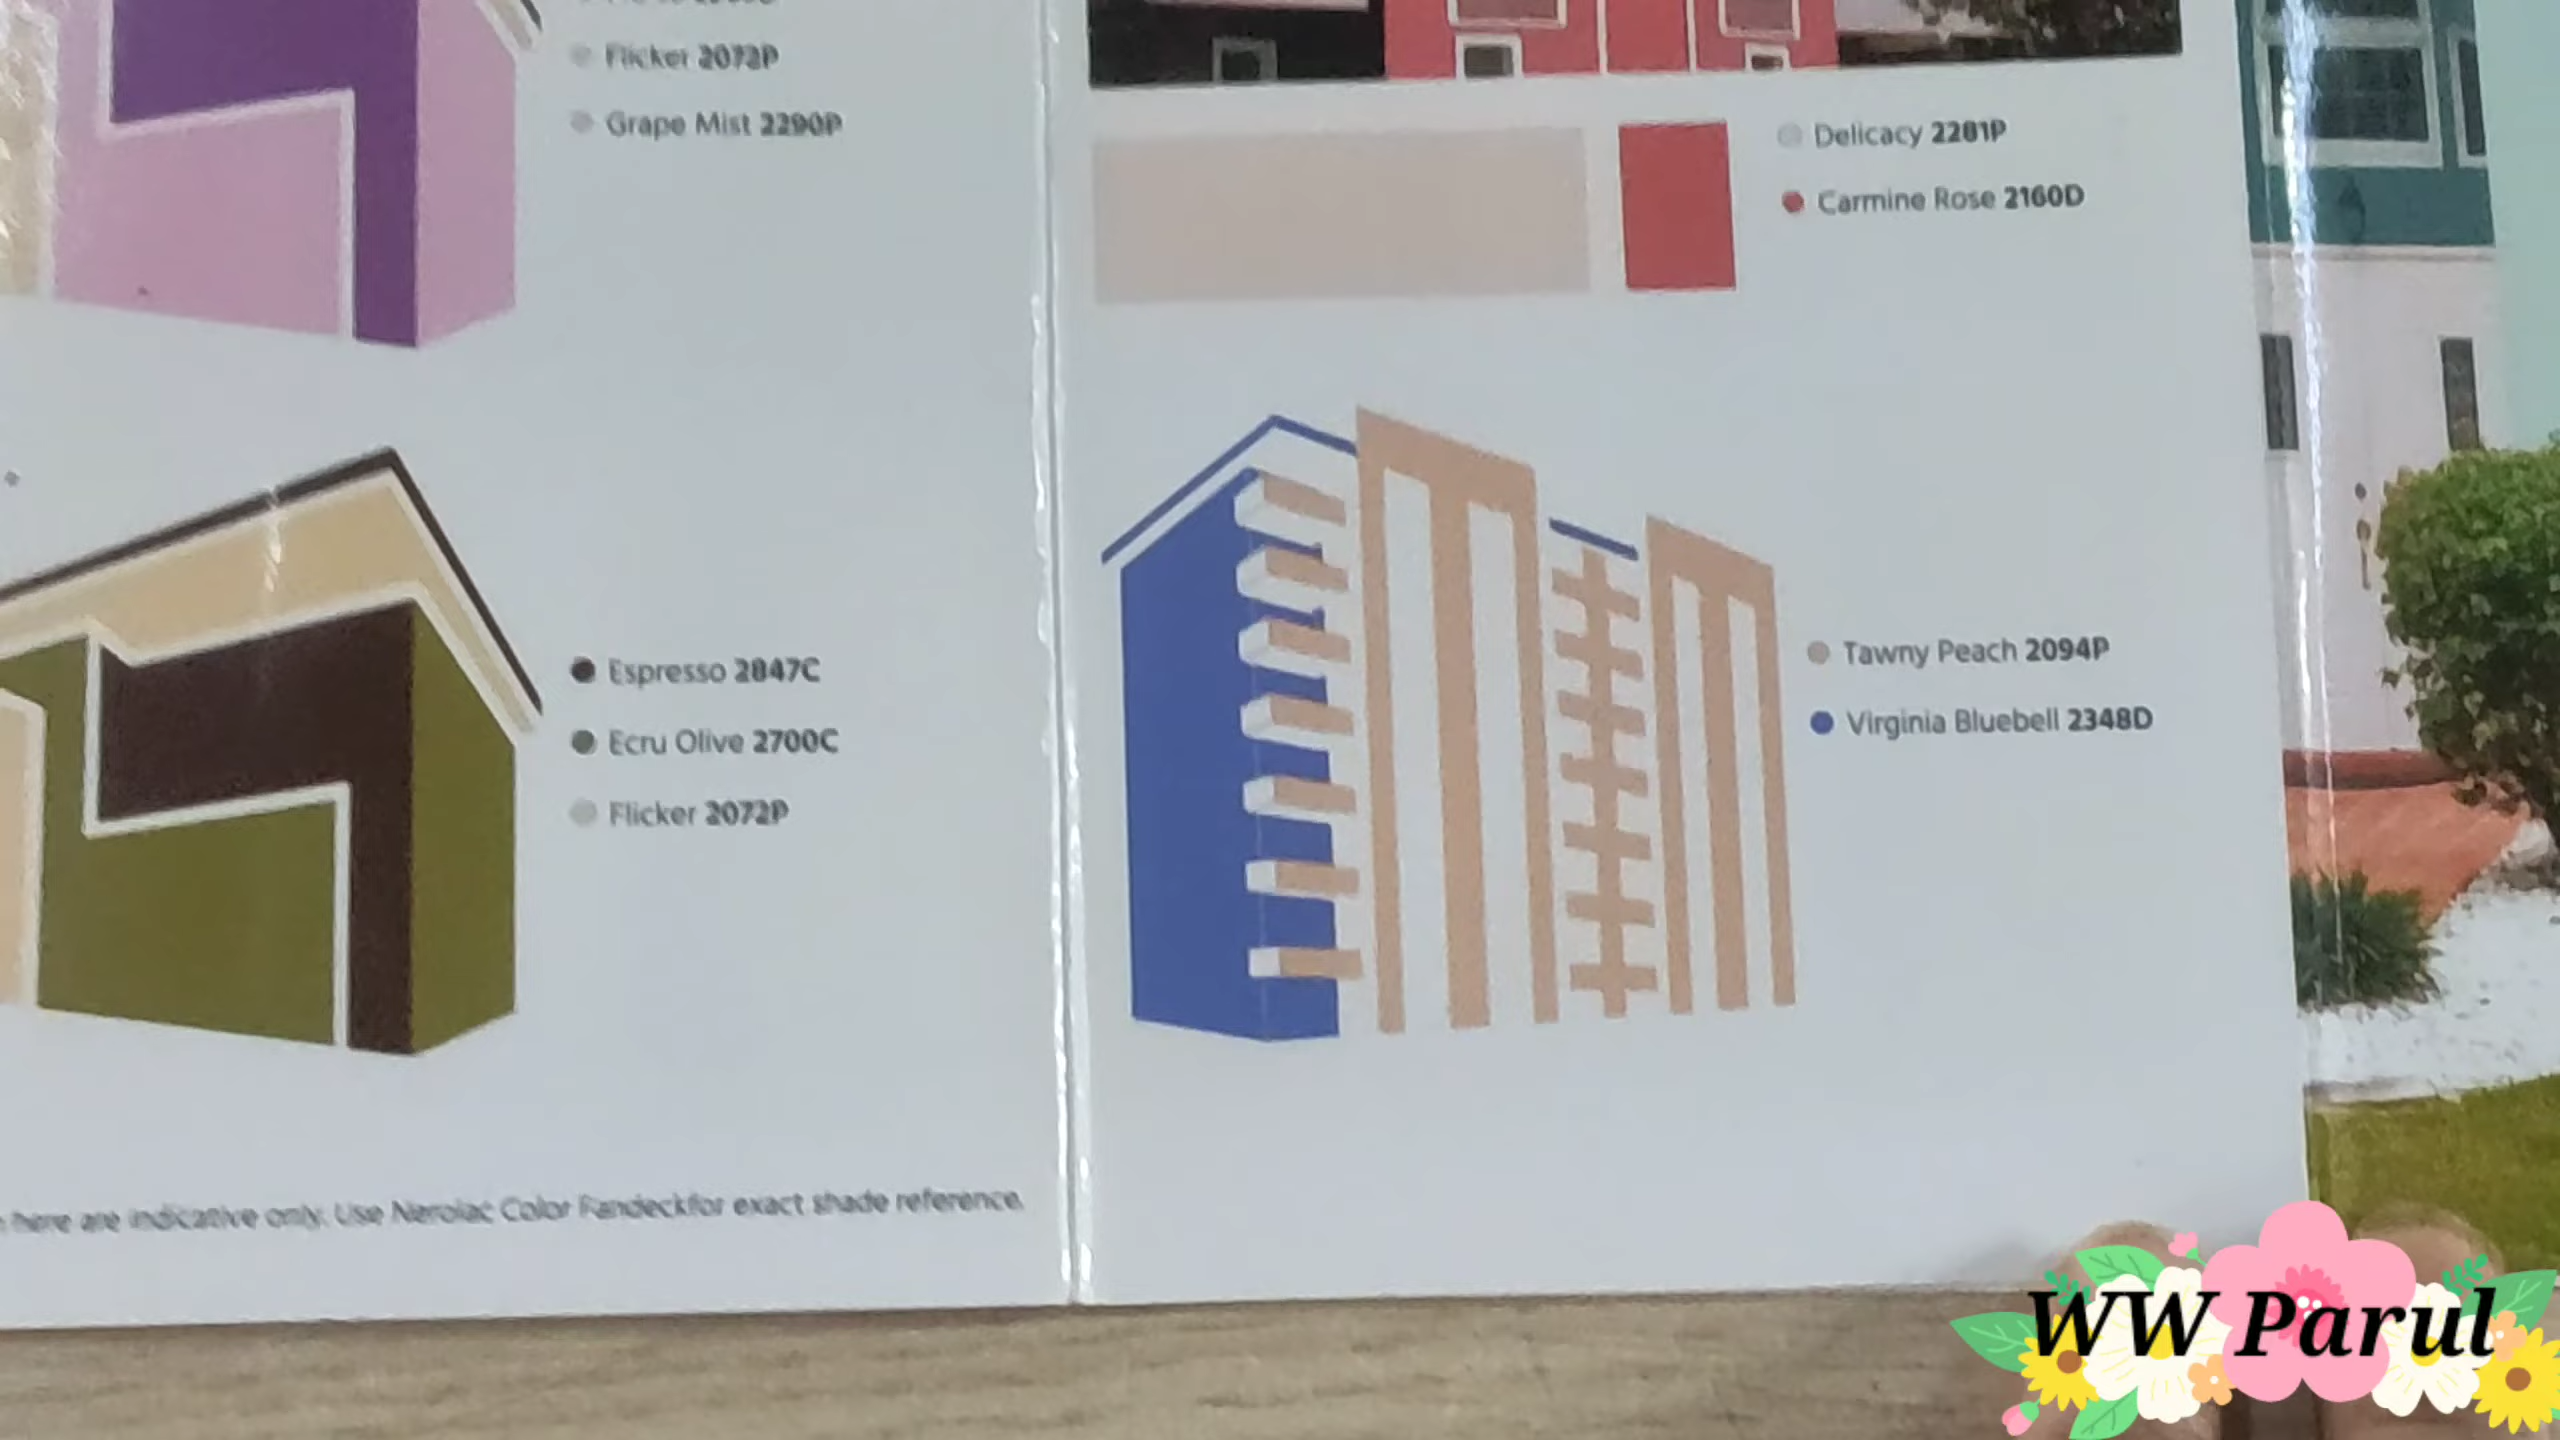 Flicker 2072P
Grape Mist 2290P
Espresso 2847C
Ecru Olive 2700C
Flicker 2072P
here are indicative only. Use Nerolac Color Fandeckfor exact shade reference.
Delicacy 2281P
Carmine Rose 2160D
Tawny Peach 2094P
Virginia Bluebell 2348D
WW Parul